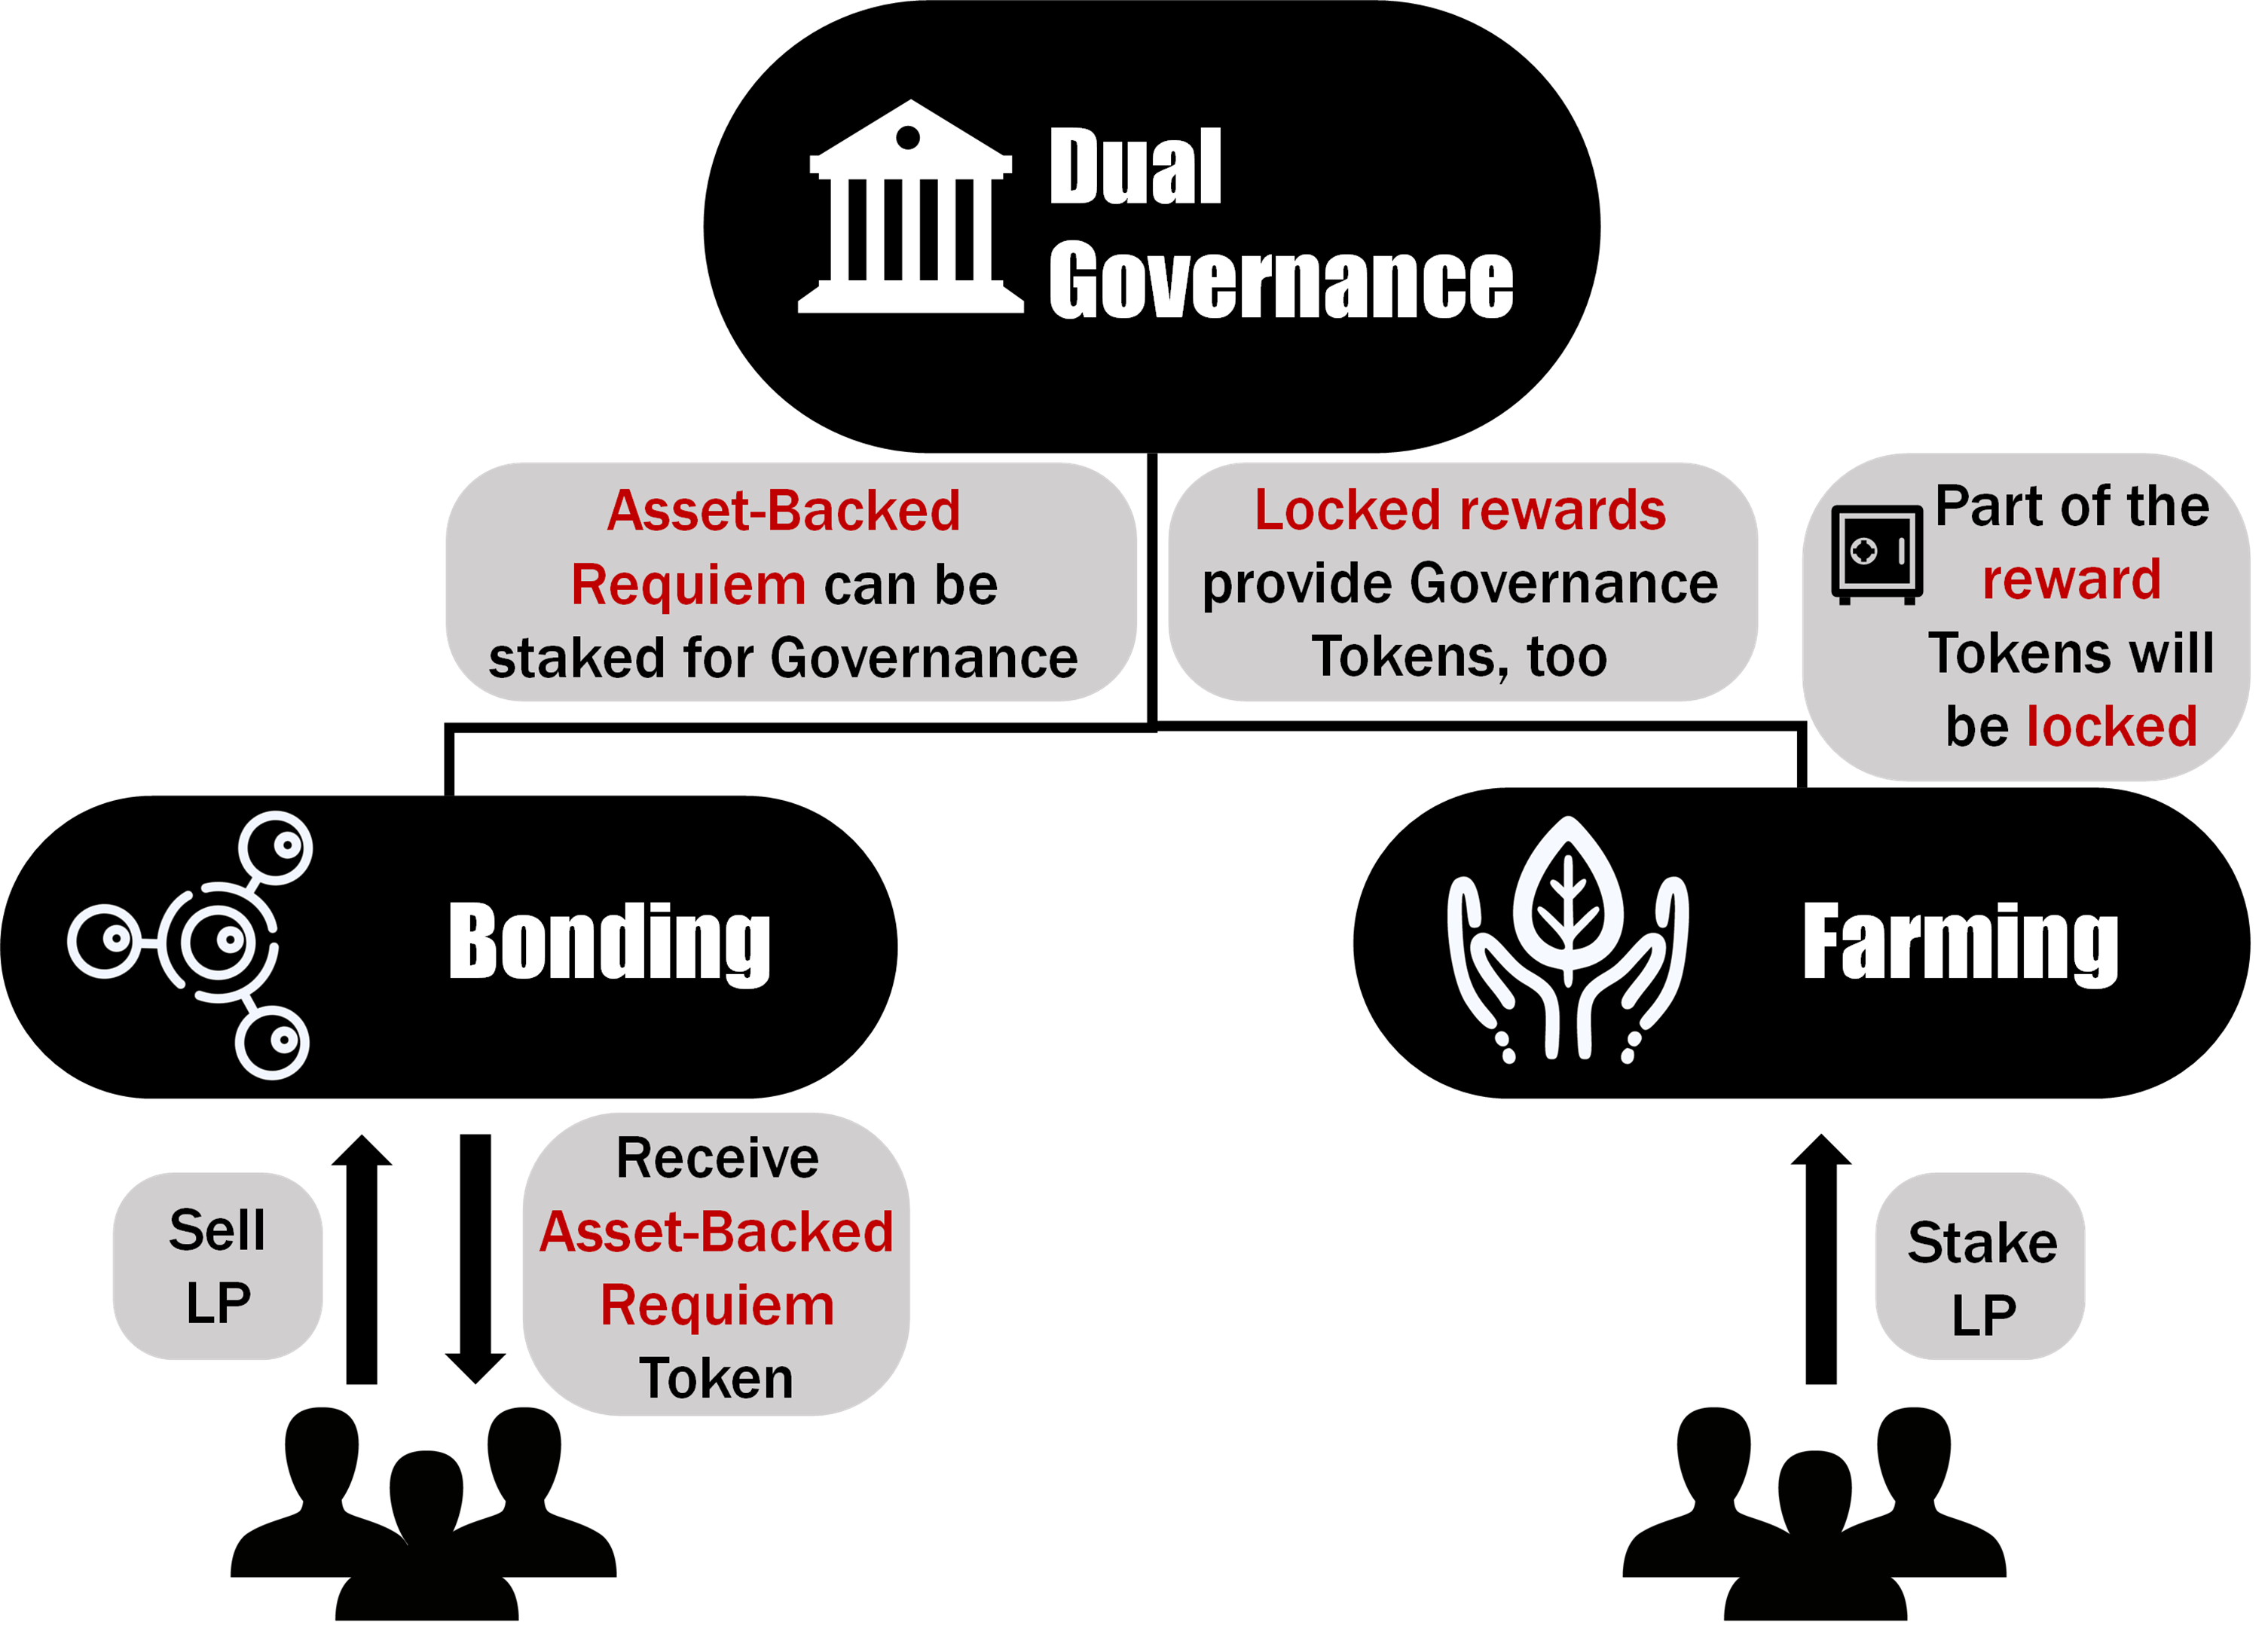 Dual
Governance
Asset-Backed
Requiem can be
staked for Governance
Locked rewards
provide Governance
Tokens, too
Part of the
reward
Tokens will
be locked
Bonding
Farming
Sell
LP
Receive
Asset-Backed
Requiem
Token
Stake
LP